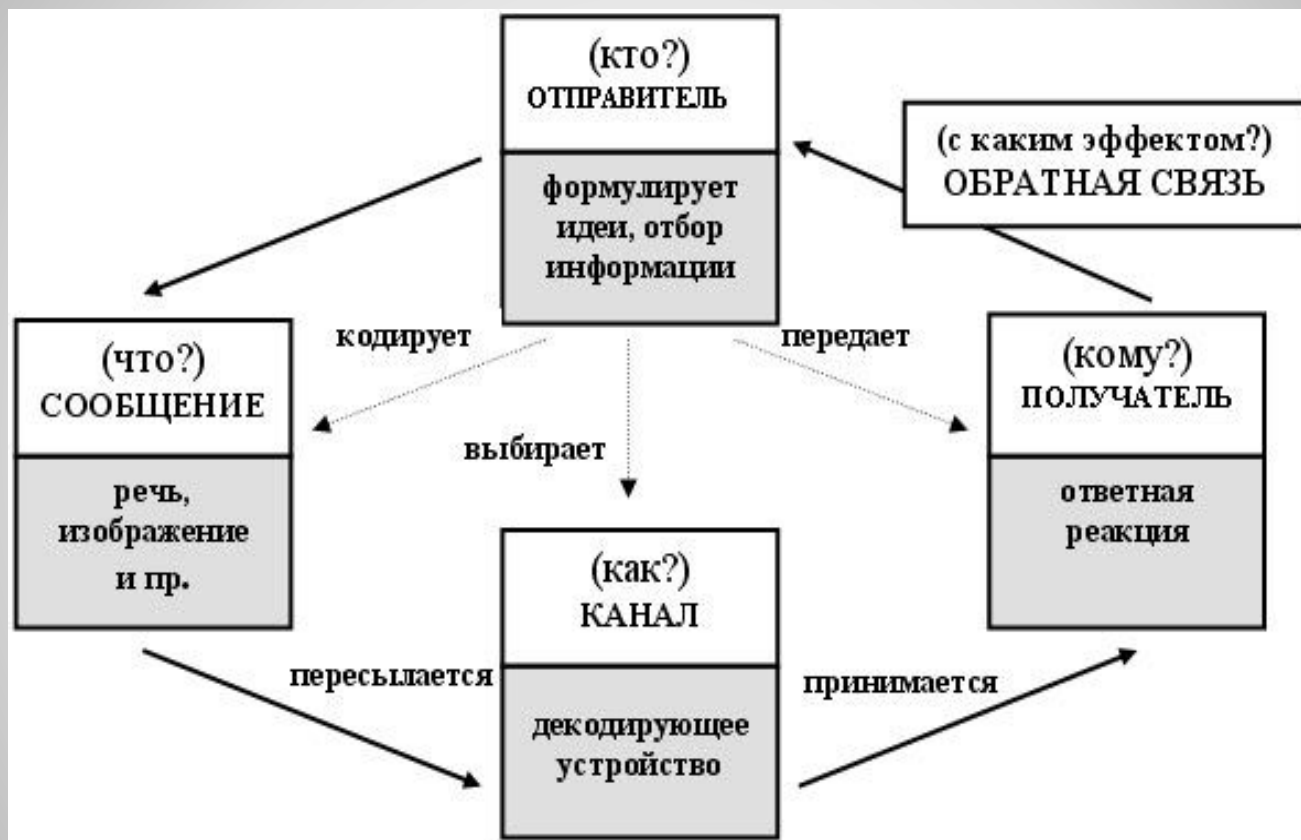 (кто?)
ОТПРАВИТЕЛЬ
формулирует
идеи, отбор
информации
(с каким эффектом?)
ОБРАТНАЯ СВЯЗЬ
кодирует
передает
выбирает
(что?)
СООБЩЕНИЕ
речь,
изображение
и пр.
(кому?)
ПОЛУЧАТЕЛЬ
ответная
реакция
(как?)
КАНАЛ
декодирующее
устройство
пересылается
принимается